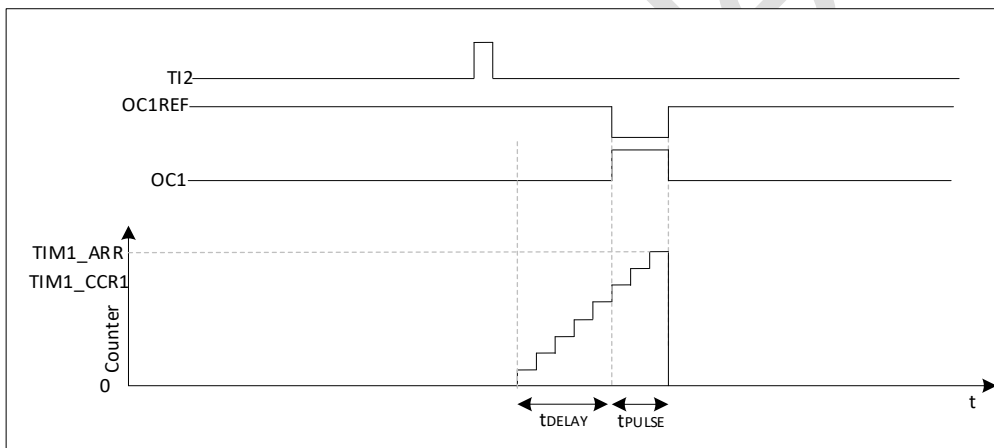 TI2
OC1REF
OC1
TIM1_ARR
TIM1_CCR1
Counter
0
t
tDELAY
tPULSE